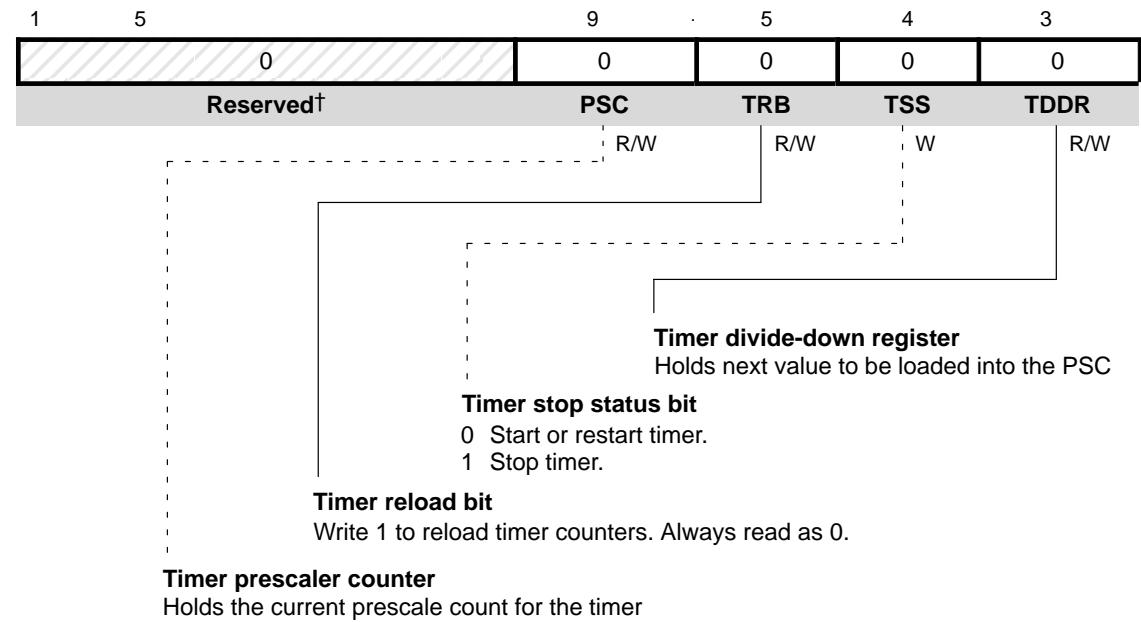 1 5 9 · 5 4 3
0 0 0 0 0
Reserved† PSC TRB TSS TDDR
R/W R/W W R/W
Timer divide-down register
Holds next value to be loaded into the PSC
Timer stop status bit
0 Start or restart timer.
1 Stop timer.
Timer reload bit
Write 1 to reload timer counters. Always read as 0.
Timer prescaler counter
Holds the current prescale count for the timer